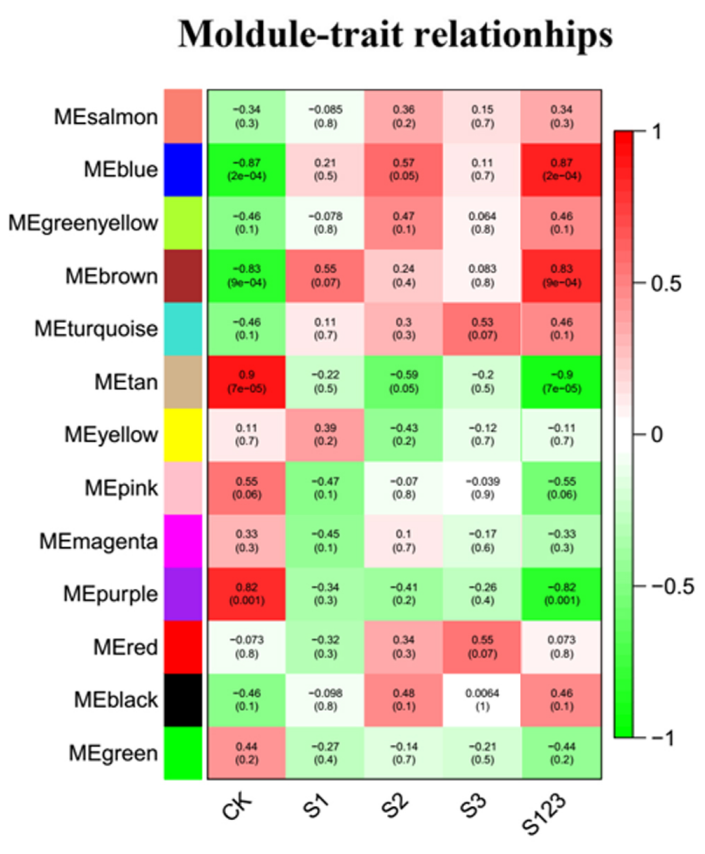 Moldule-trait relationhips
MEsalmon −0.34 −0.085 0.36 0.15 0.34
(0.3) (0.8) (0.2) (0.7) (0.3)
MEblue −0.87 0.21 0.57 0.11 0.87
(2e−04) (0.5) (0.05) (0.7) (2e−04)
MEgreenyellow −0.46 −0.078 0.47 0.064 0.46
(0.1) (0.8) (0.1) (0.8) (0.1)
MEbrown −0.83 0.55 0.24 0.083 0.83
(9e−04) (0.07) (0.4) (0.8) (9e−04)
MEturquoise −0.46 0.11 0.3 0.53 0.46
(0.1) (0.7) (0.3) (0.07) (0.1)
MEtan 0.9 −0.22 −0.59 −0.2 −0.9
(7e−05) (0.5) (0.05) (0.5) (7e−05)
MEyellow 0.11 0.39 −0.43 −0.12 −0.11
(0.7) (0.2) (0.2) (0.7) (0.7)
MEpink 0.55 −0.47 −0.07 −0.039 −0.55
(0.06) (0.1) (0.8) (0.9) (0.06)
MEmagenta 0.33 −0.45 0.1 −0.17 −0.33
(0.3) (0.1) (0.7) (0.6) (0.3)
MEpurple 0.82 −0.34 −0.41 −0.26 −0.82
(0.001) (0.3) (0.2) (0.4) (0.001)
MEred −0.073 −0.32 0.34 0.55 0.073
(0.8) (0.3) (0.3) (0.07) (0.8)
MEblack −0.46 −0.098 0.48 0.0064 0.46
(0.1) (0.8) (0.1) (1) (0.1)
MEgreen 0.44 −0.27 −0.14 −0.21 −0.44
(0.2) (0.4) (0.7) (0.5) (0.2)
CK S1 S2 S3 S123
1
0.5
0
−0.5
−1